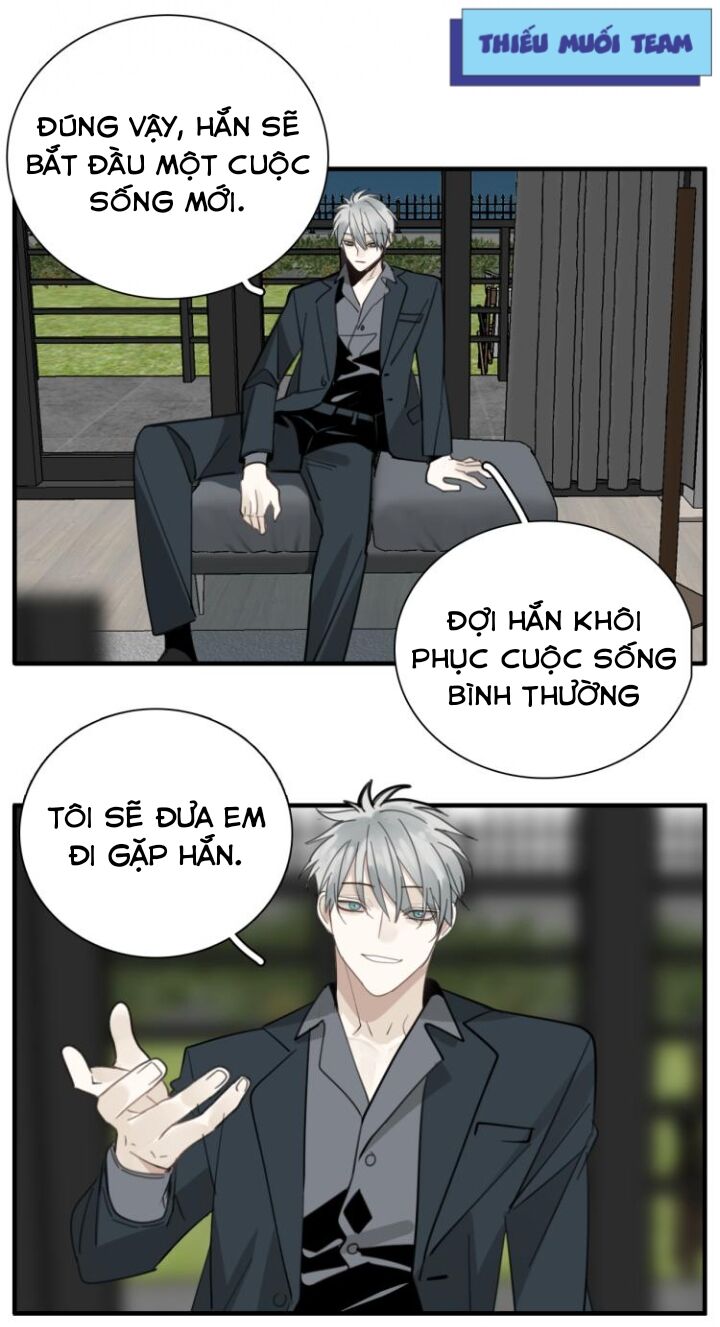 THIẾU MUỐI TEAM
ĐÚNG VẬY, HẮN SẼ
BẮT ĐẦU MỘT CUỘC
SỐNG MỚI.
ĐỢI HẮN KHÔI
PHỤC CUỘC SỐNG
BÌNH THƯỜNG
TÔI SẼ ĐƯA EM
ĐI GẶP HẮN.